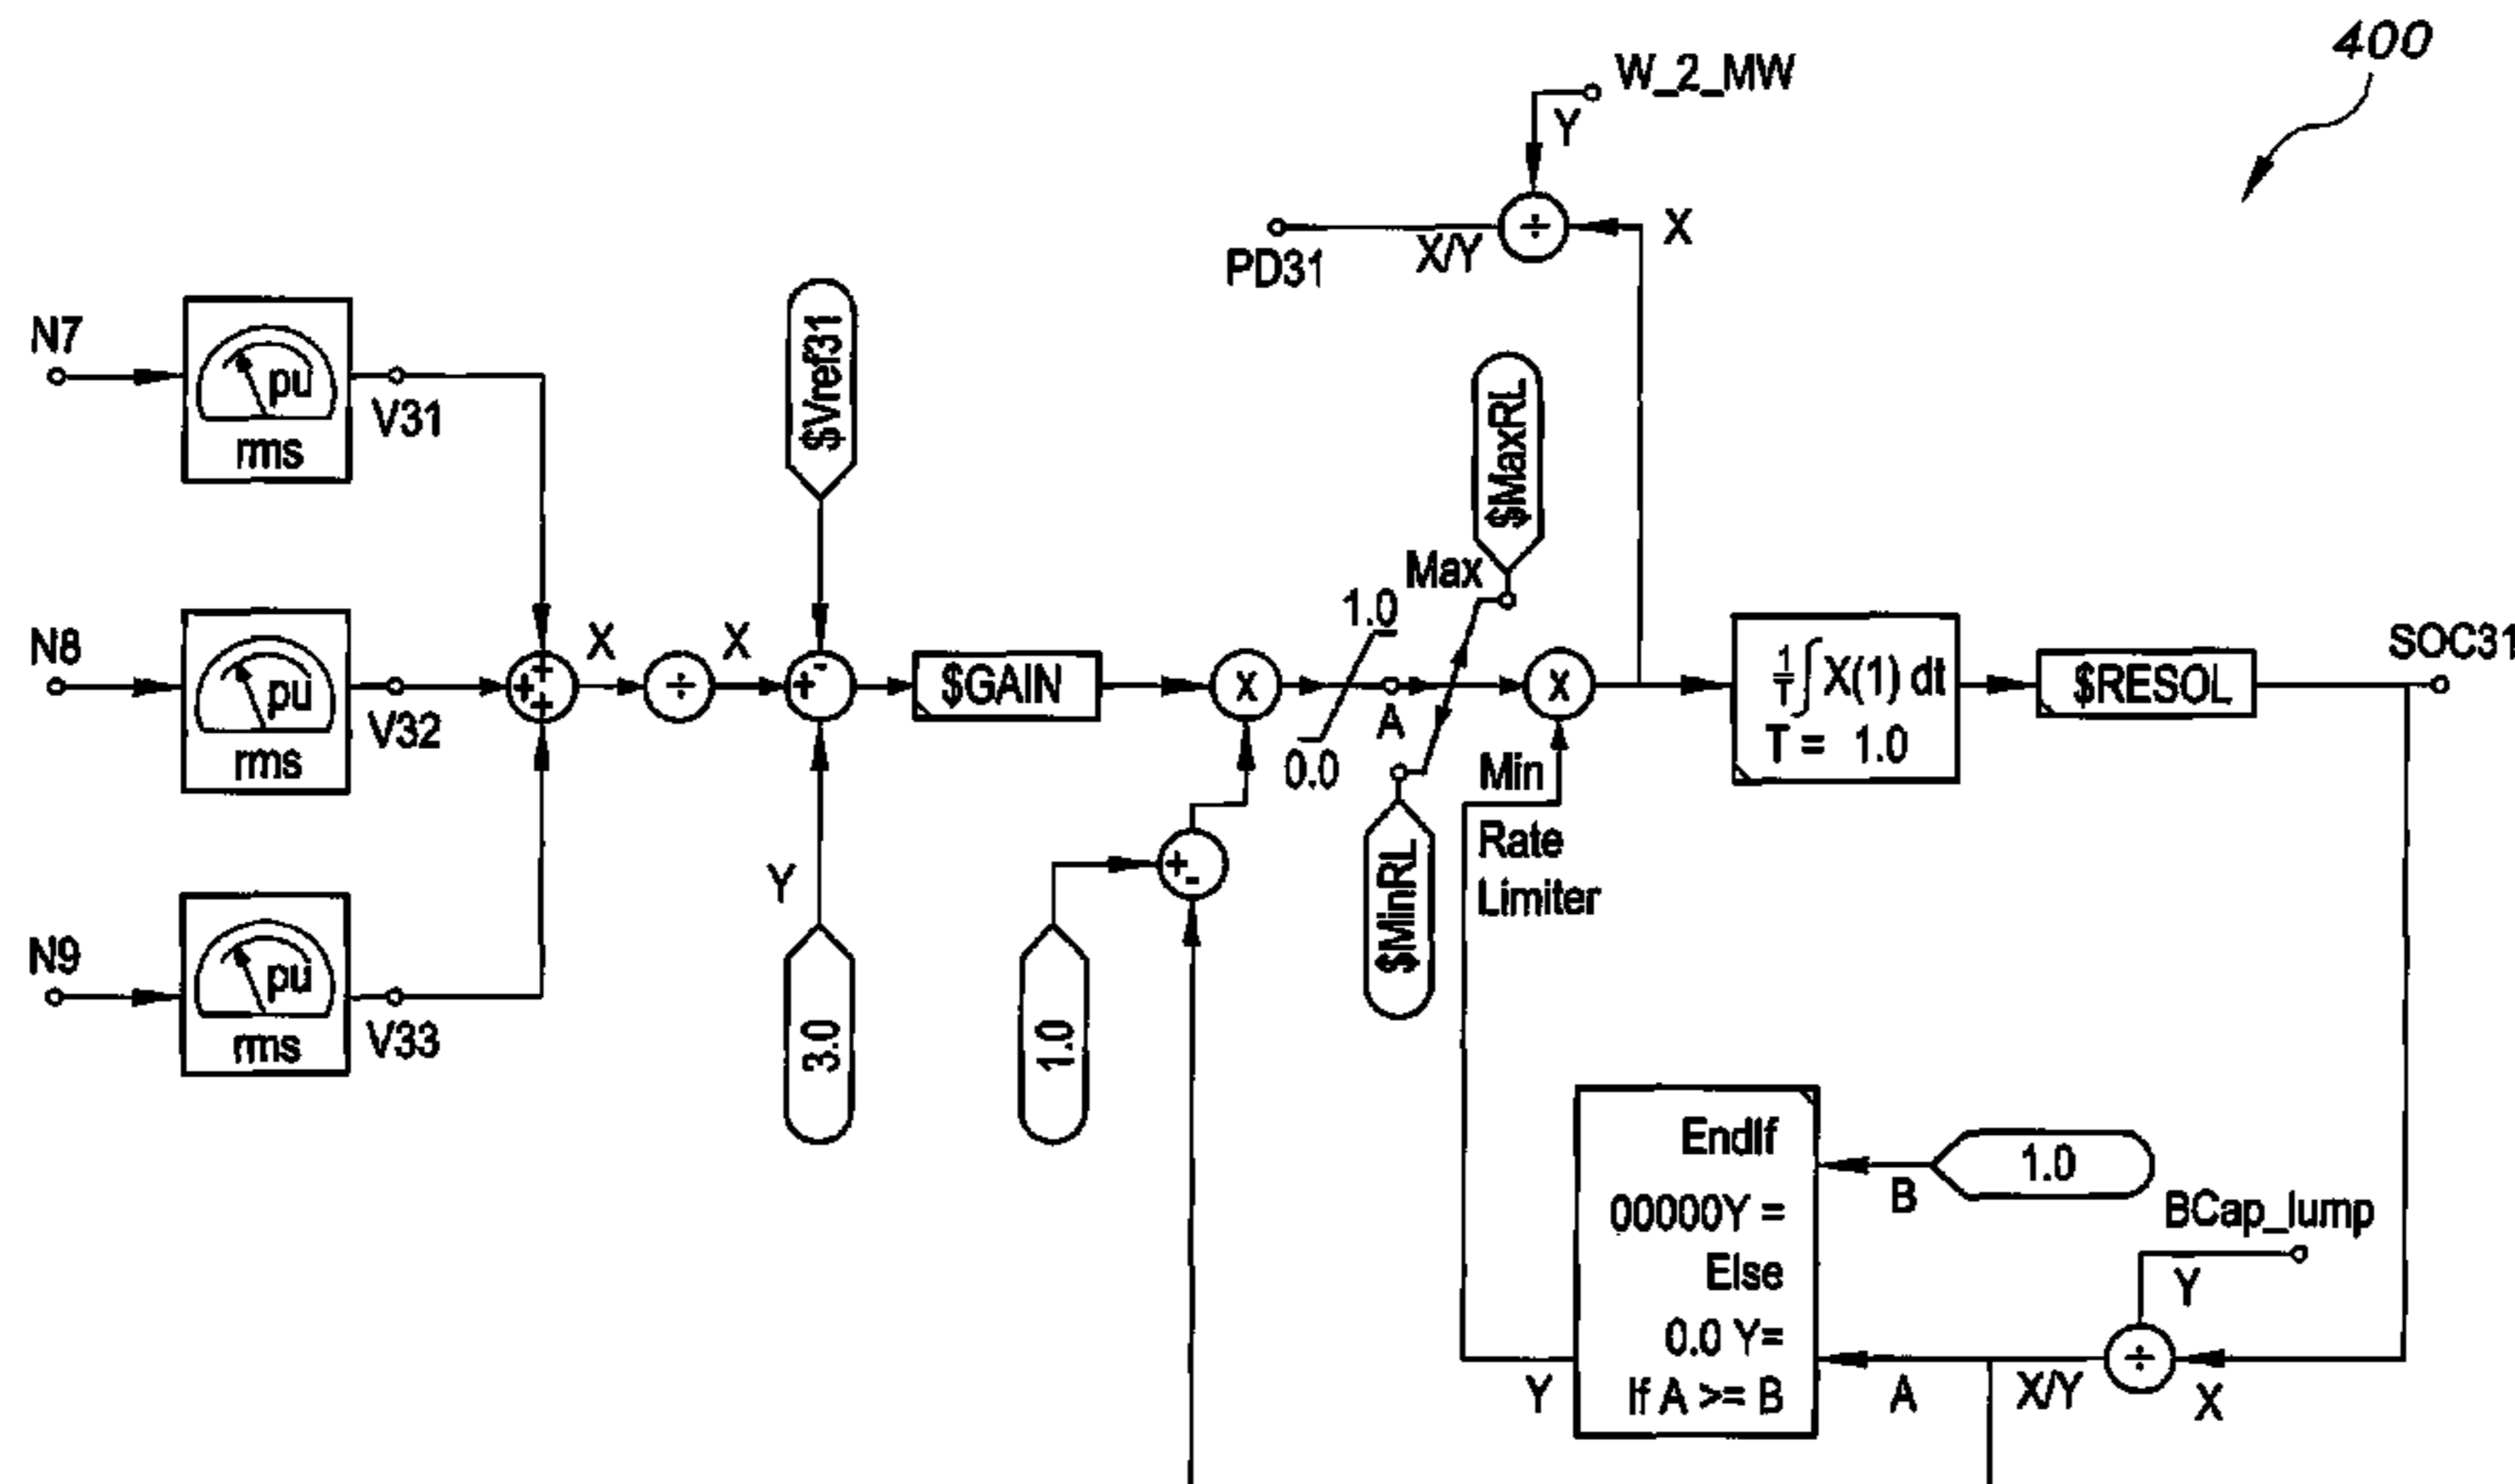 400
W_2_MW
Y
X
X/Y
PD31
N7
pu
rms
V31
$Vref31
$MaxRL
Max
1.0
N8
pu
rms
V32
+
+
+
X
÷
X
-
+
$GAIN
X
A
0.0
X
Min
Rate
Limiter
$MinRL
1/T ∫ X(1) dt
T = 1.0
$RESOL
SOC31
N9
pu
rms
V33
Y
3.0
1.0
+
-
EndIf
00000Y =
Else
0.0 Y=
If A >= B
B
1.0
BCap_lump
Y
÷
X
X/Y
A
Y
÷